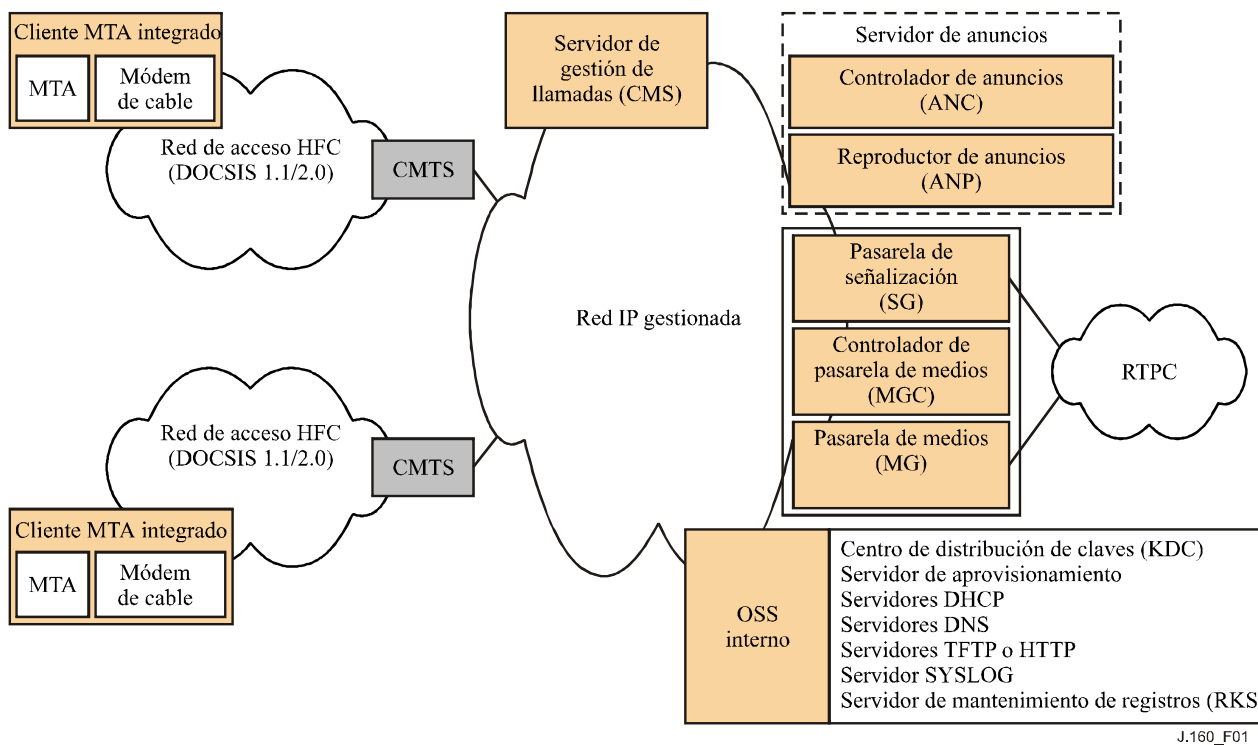 Cliente MTA integrado
MTA
Módem
de cable
Red de acceso HFC
(DOCSIS 1.1/2.0)
CMTS
Servidor de
gestión de
llamadas (CMS)
Servidor de anuncios
Controlador de anuncios
(ANC)
Reproductor de anuncios
(ANP)
Pasarela de
señalización
(SG)
Red IP gestionada
Controlador de
pasarela de medios
(MGC)
RTPC
Pasarela de medios
(MG)
Red de acceso HFC
(DOCSIS 1.1/2.0)
CMTS
Cliente MTA integrado
MTA
Módem
de cable
OSS
interno
Centro de distribución de claves (KDC)
Servidor de aprovisionamiento
Servidores DHCP
Servidores DNS
Servidores TFTP o HTTP
Servidor SYSLOG
Servidor de mantenimiento de registros (RKS
J.160_F01